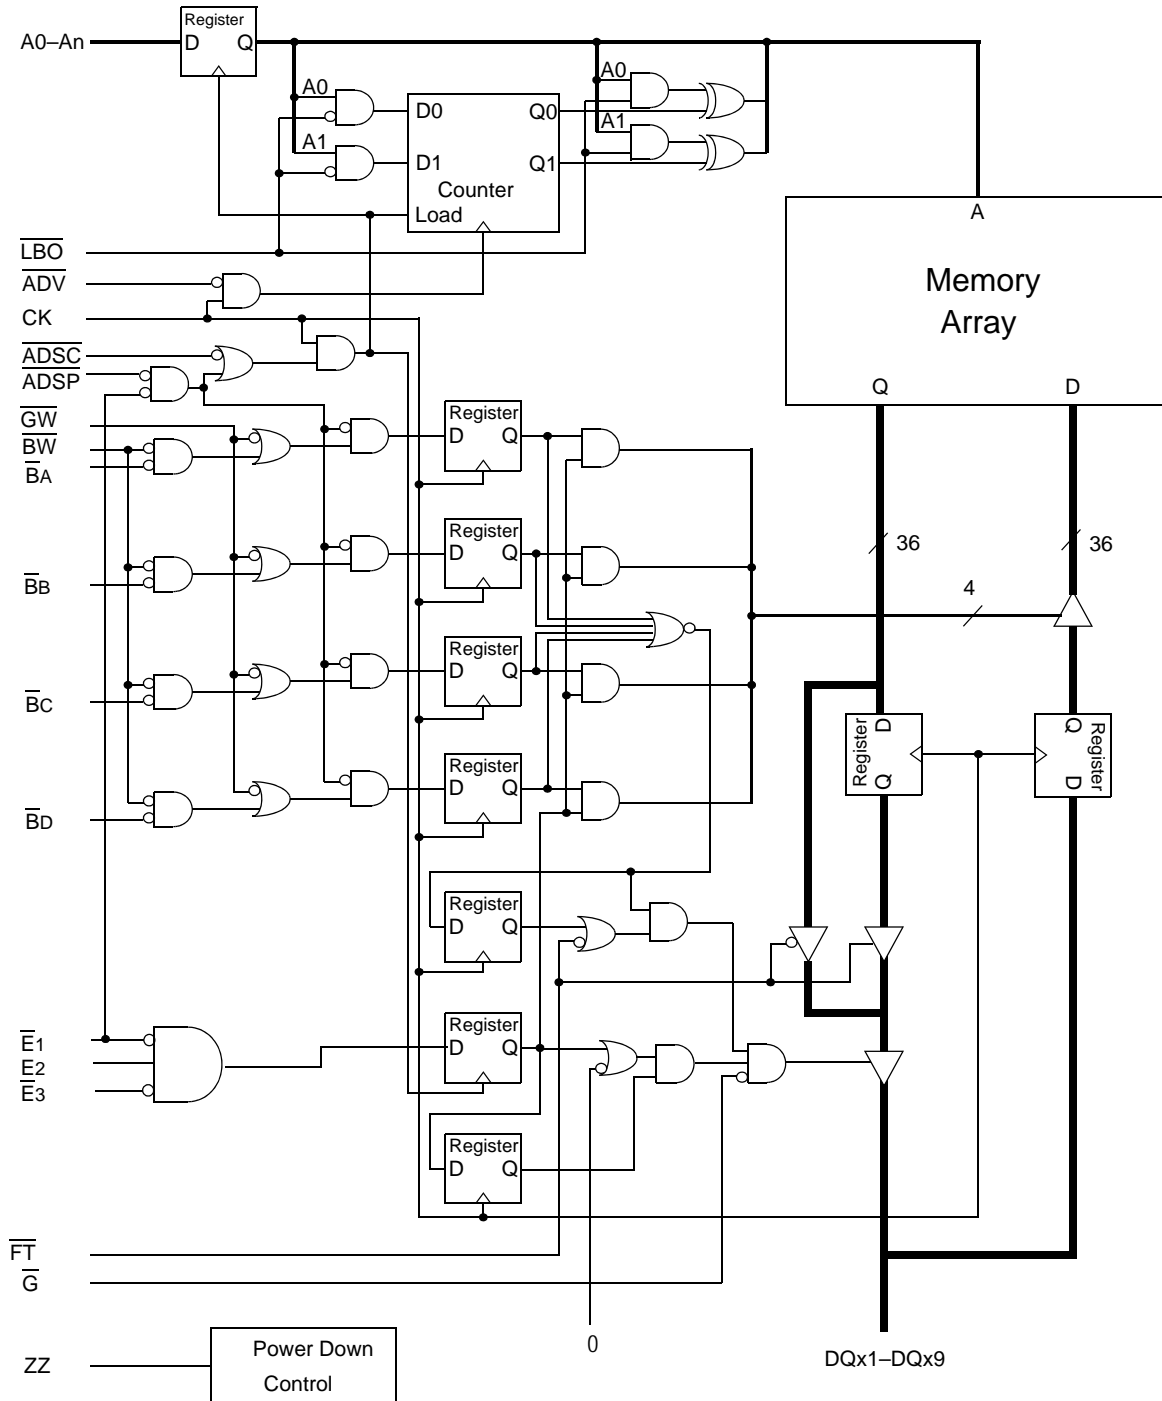 Register
A0–An
D Q
A0
A0
D0
Q0
A1
A1
D1
Q1
Counter
Load
A
LBO
ADV
Memory
CK
Array
ADSC
ADSP
Q D
GW
Register
BW
D Q
BA
36
36
Register
D Q
BB
4
Register
D Q
BC
D
Register
Q
Q
Register
D
Register
D Q
BD
Register
D Q
Register
E1
D Q
E2
E3
Register
D Q
FT
G
0
Power Down
Control
DQx1–DQx9
ZZ